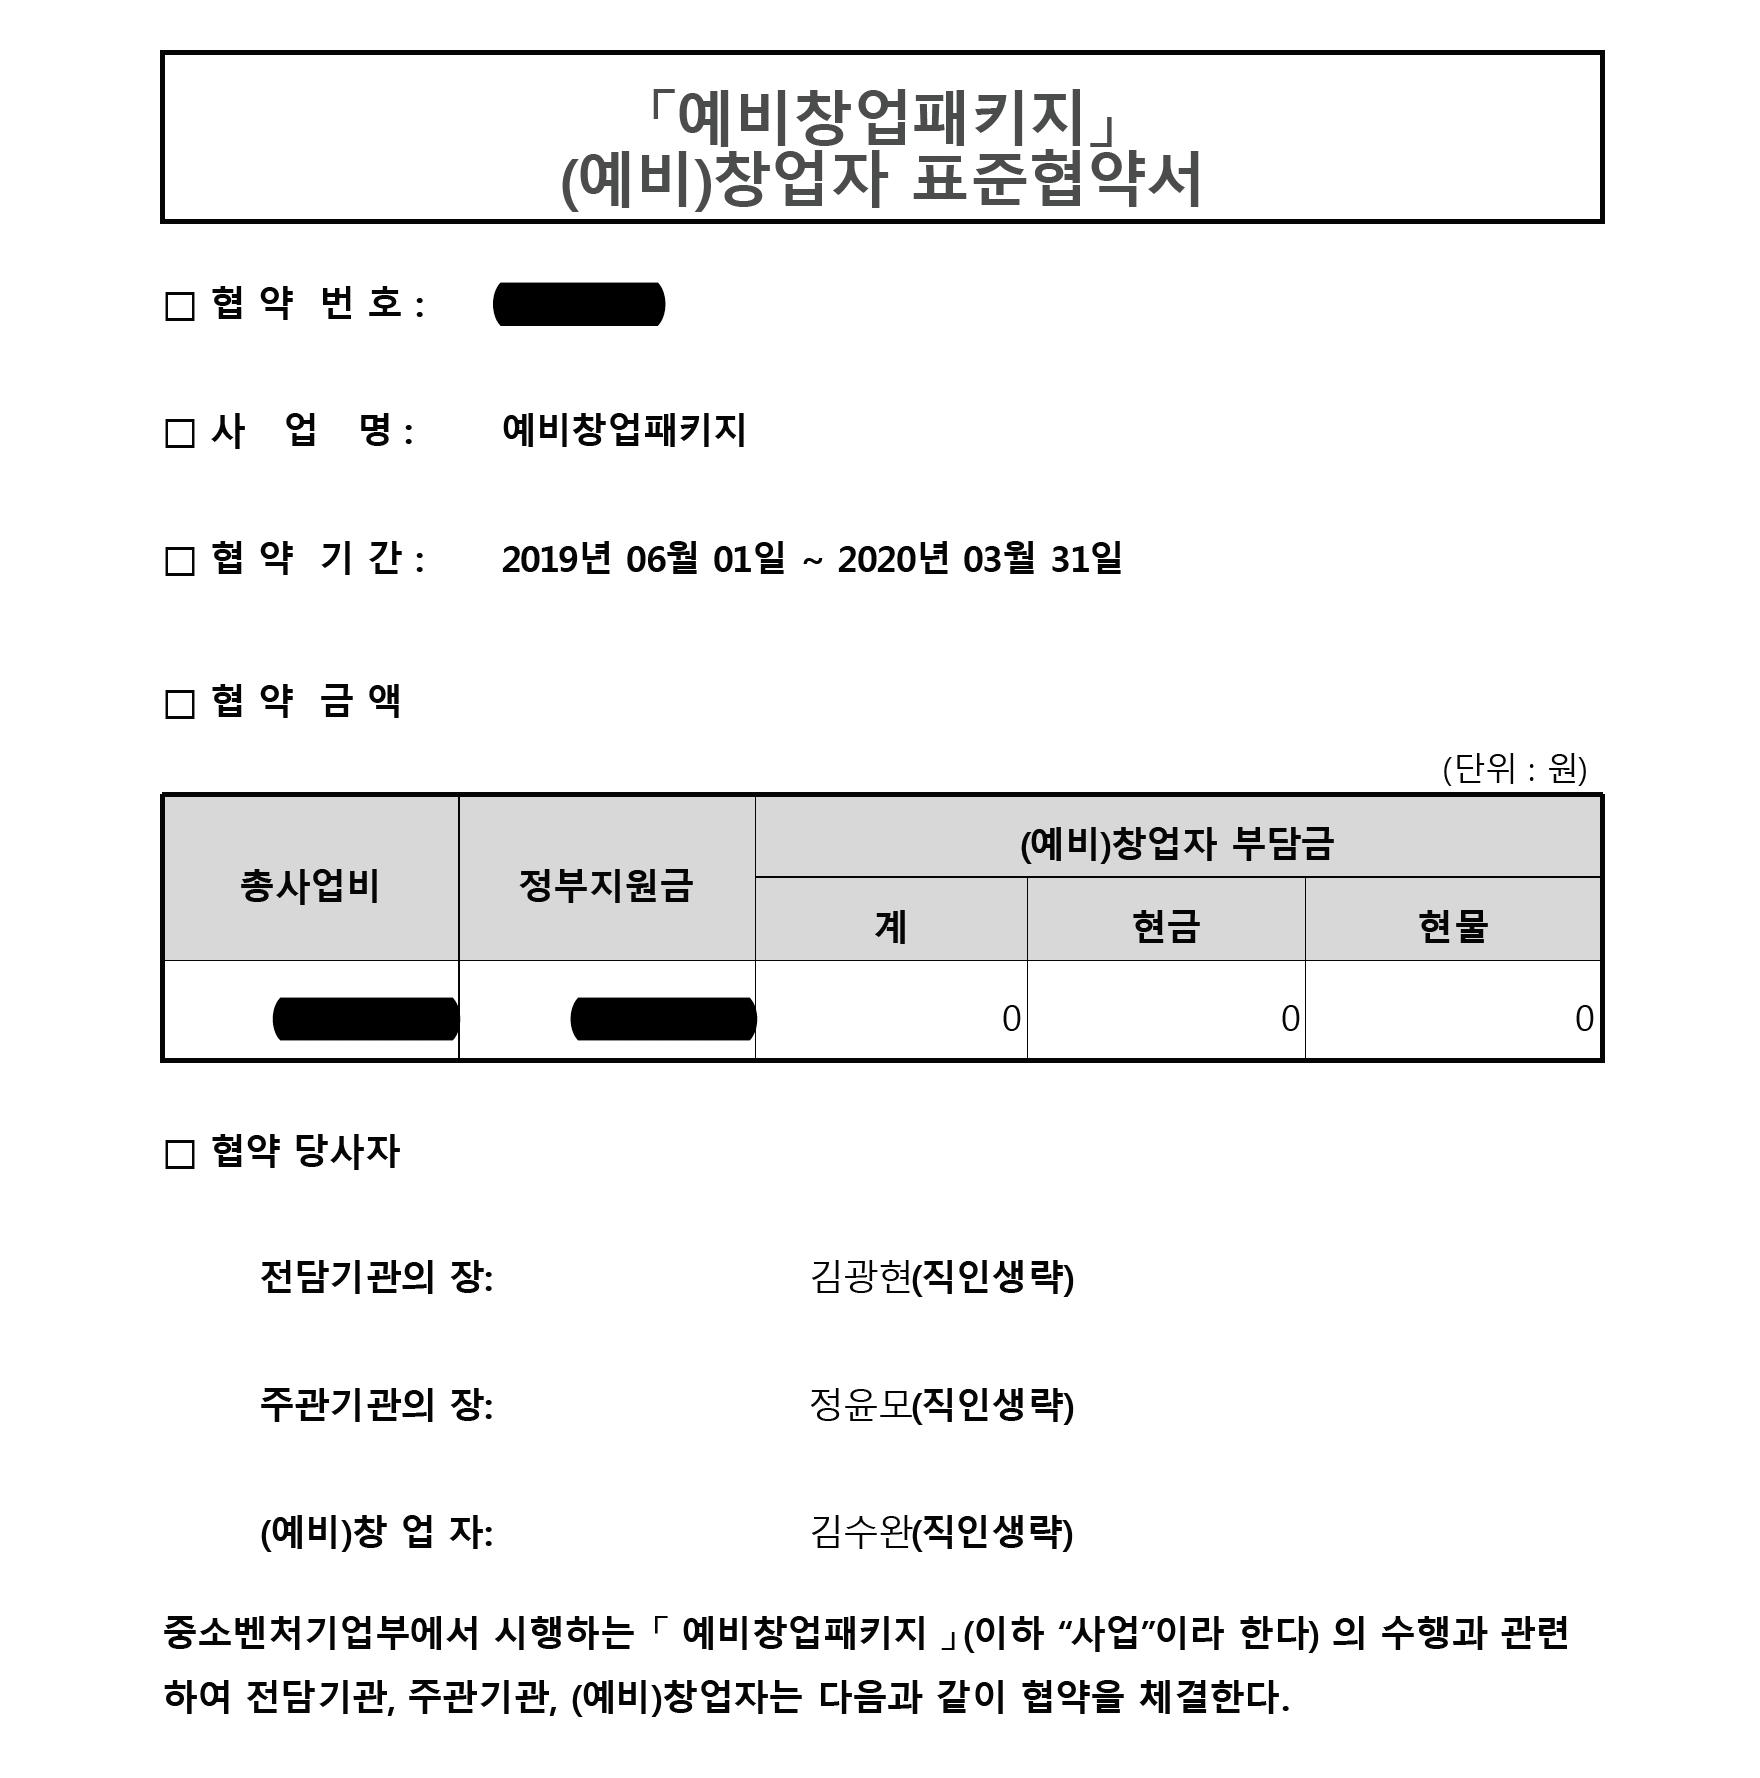 「예비창업패키지」
(예비)창업자 표준협약서
□ 협 약 번 호 :
□ 사 업 명 : 예비창업패키지
□ 협 약 기 간 : 2019년 06월 01일 ~ 2020년 03월 31일
□ 협 약 금 액
(단위 : 원)
총사업비 정부지원금 (예비)창업자 부담금
계 현금 현물
0 0 0
□ 협약 당사자
전담기관의 장: 김광현(직인생략)
주관기관의 장: 정윤모(직인생략)
(예비)창 업 자: 김수완(직인생략)
중소벤처기업부에서 시행하는「 예비창업패키지 」(이하 “사업”이라 한다) 의 수행과 관련
하여 전담기관, 주관기관, (예비)창업자는 다음과 같이 협약을 체결한다.